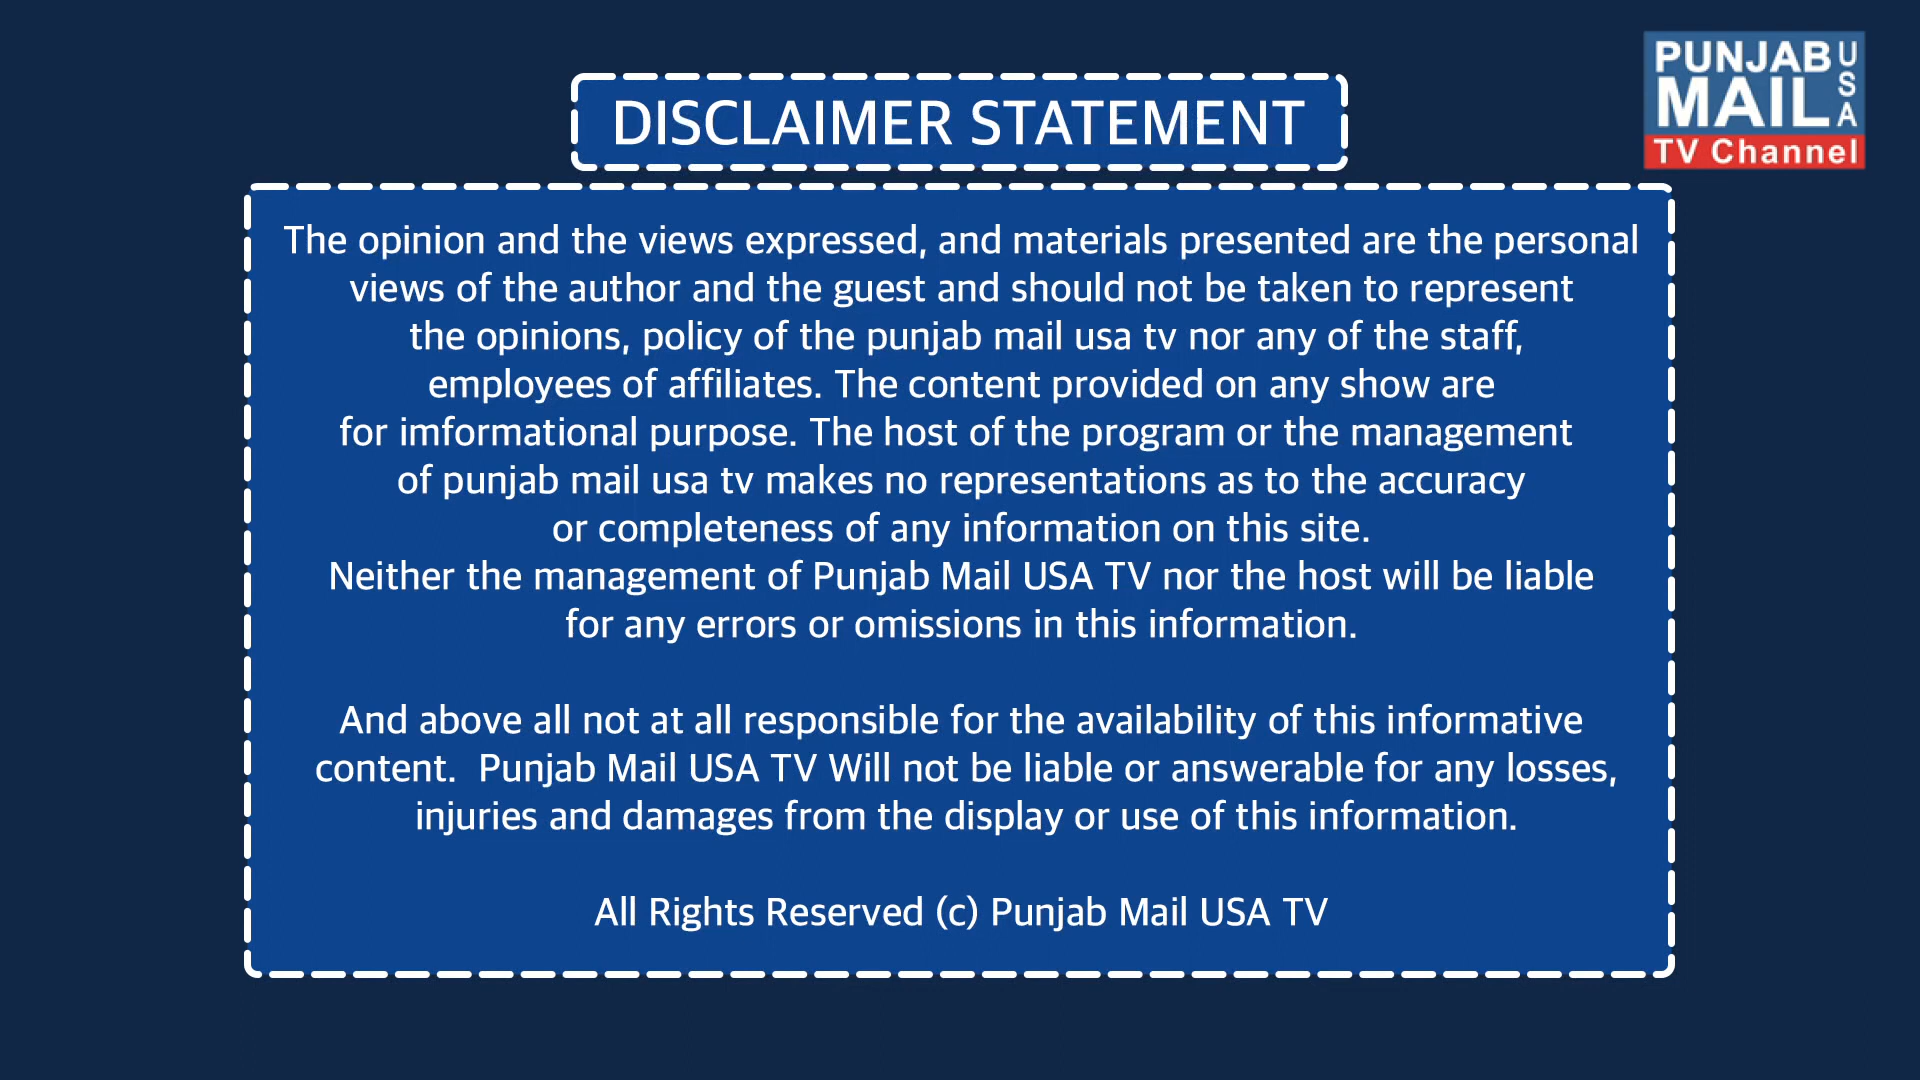 PUNJAB USA
MAIL
TV Channel
DISCLAIMER STATEMENT
The opinion and the views expressed, and materials presented are the personal
views of the author and the guest and should not be taken to represent
the opinions, policy of the punjab mail usa tv nor any of the staff,
employees of affiliates. The content provided on any show are
for imformational purpose. The host of the program or the management
of punjab mail usa tv makes no representations as to the accuracy
or completeness of any information on this site.
Neither the management of Punjab Mail USA TV nor the host will be liable
for any errors or omissions in this information.
And above all not at all responsible for the availability of this informative
content.  Punjab Mail USA TV Will not be liable or answerable for any losses,
injuries and damages from the display or use of this information.
All Rights Reserved (c) Punjab Mail USA TV